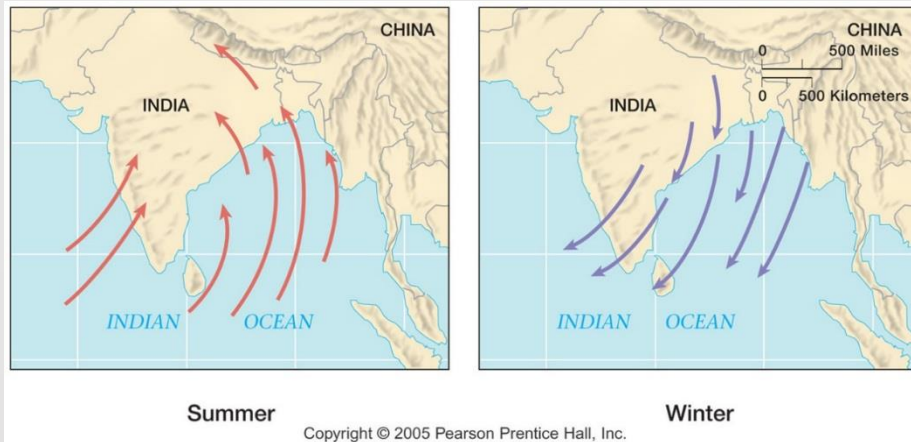 CHINA
INDIA
INDIAN OCEAN
Summer
CHINA
0 500 Miles
0 500 Kilometers
INDIA
INDIAN OCEAN
Winter
Copyright © 2005 Pearson Prentice Hall, Inc.